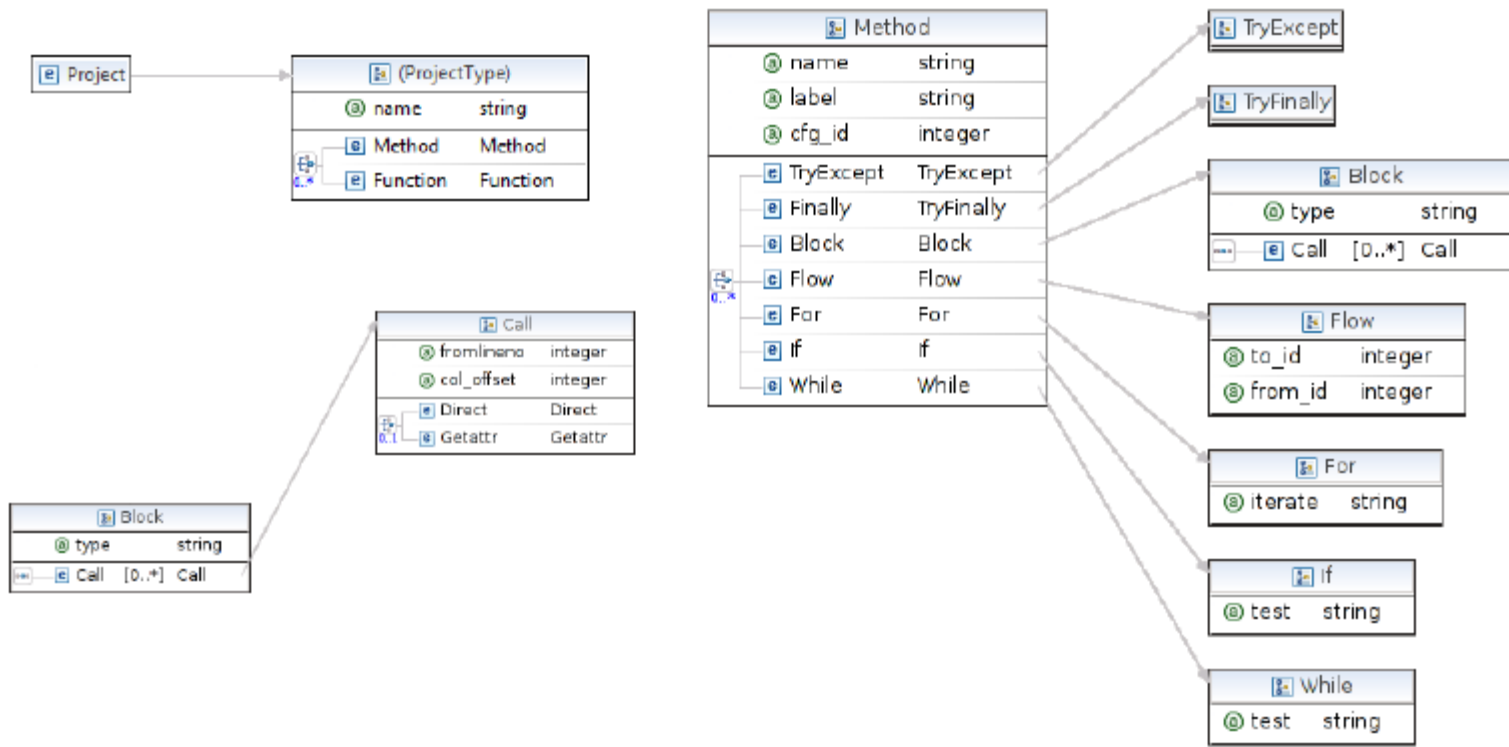 Project
(ProjectType)
name string
Method Method
Function Function
0..*
Call
fromlineno integer
col_offset integer
Direct Direct
Getattr Getattr
0..1
Block
type string
Call [0..*] Call
Method
name string
label string
cfg_id integer
TryExcept TryExcept
Finally TryFinally
Block Block
Flow Flow
For For
If If
While While
0..*
TryExcept
TryFinally
Block
type string
Call [0..*] Call
Flow
to_id integer
from_id integer
For
iterate string
If
test string
While
test string